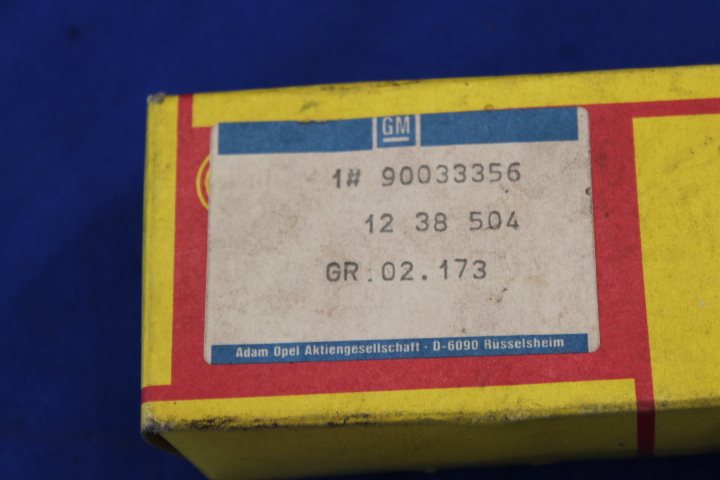 GM
1# 90033356
12 38 504
GR.02.173
Adam Opel Aktiengesellschaft · D-6090 Rüsselsheim